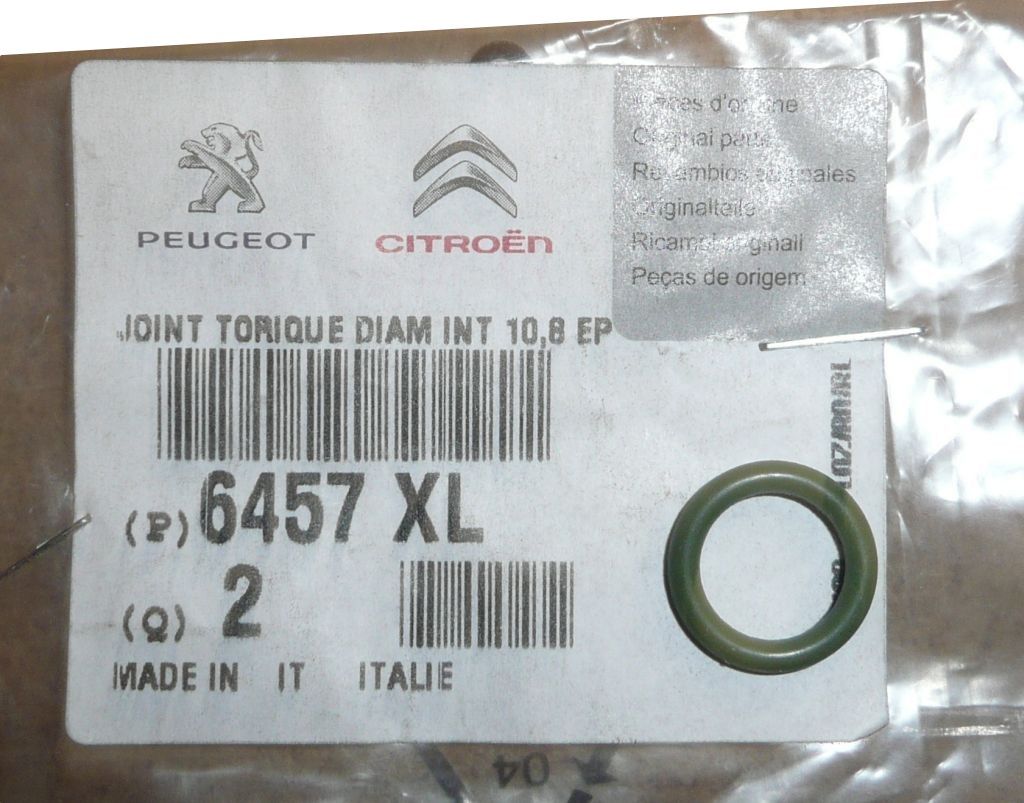 PEUGEOT
CITROËN
Pièces d'origine
Original parts
Recambios originales
Originalteile
Ricambi originali
Peças de origem
JOINT TORIQUE DIAM INT 10,8 EP
(P) 6457 XL
(Q) 2
MADE IN IT ITALIE
04